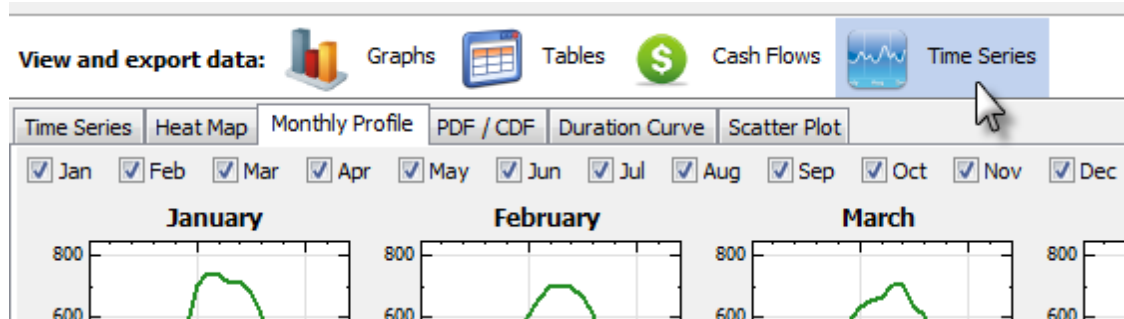 View and export data: Graphs Tables Cash Flows Time Series
Time Series Heat Map Monthly Profile PDF / CDF Duration Curve Scatter Plot
Jan Feb Mar Apr May Jun Jul Aug Sep Oct Nov Dec
January February March
800 800 800 800
600 600 600 600